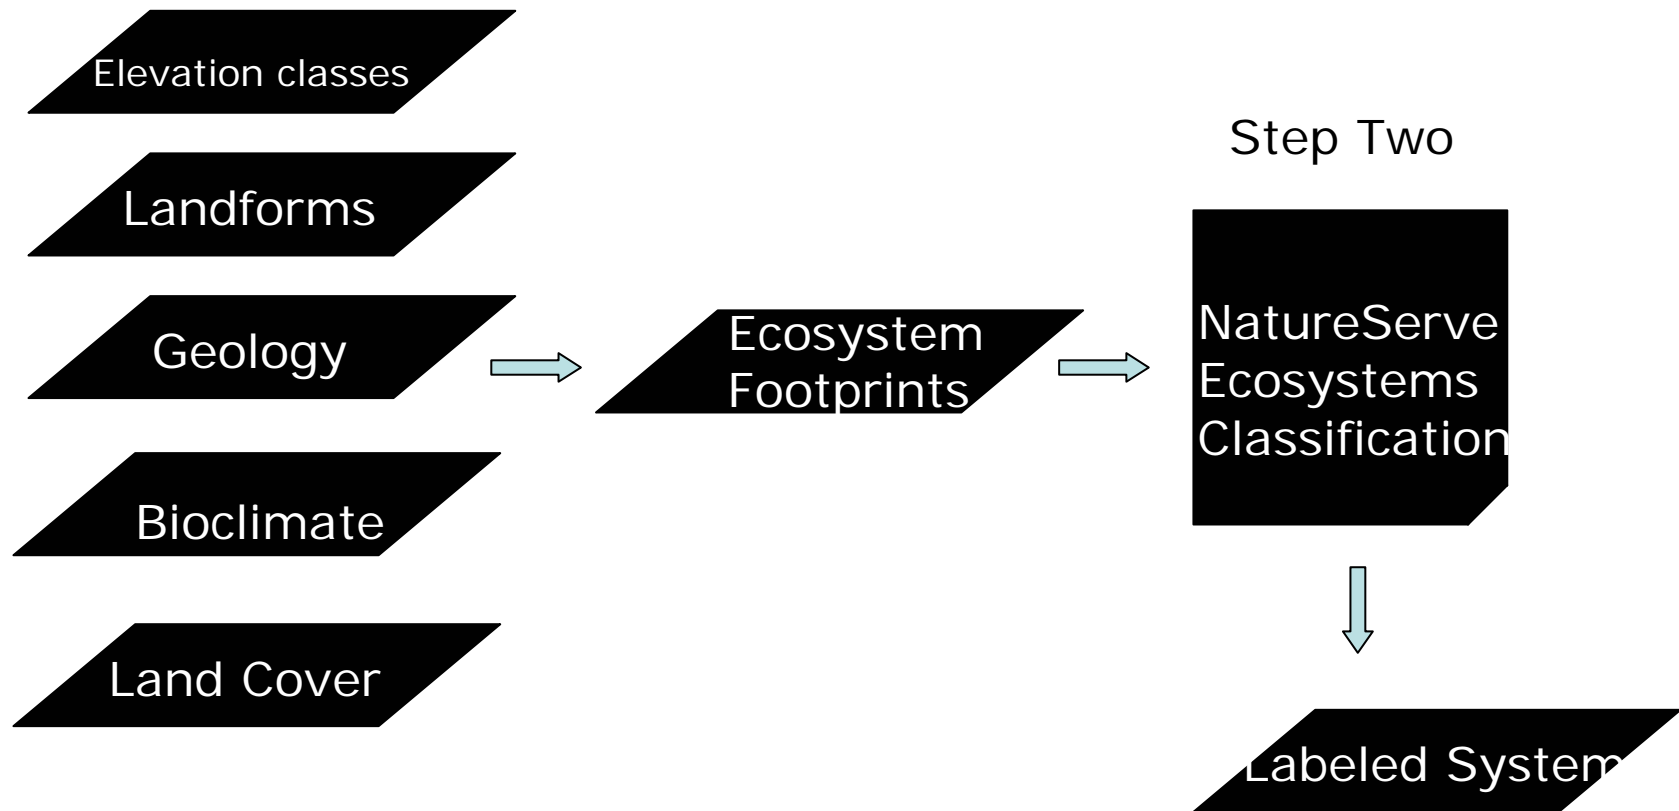 Elevation classes
Landforms
Geology
Bioclimate
Land Cover
Ecosystem
Footprints
Step Two
NatureServe
Ecosystems
Classification
Labeled System